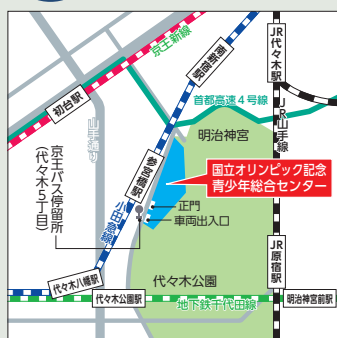 京王新線
初台駅
南新宿駅
JR代々木駅
首都高速4号線
山手通り
JR山手線
明治神宮
京王バス停留所
(代々木5丁目)
参宮橋駅
国立オリンピック記念
青少年総合センター
正門
車両出入口
小田急線
代々木八幡駅
代々木公園
JR原宿駅
代々木公園駅
明治神宮前駅
地下鉄千代田線